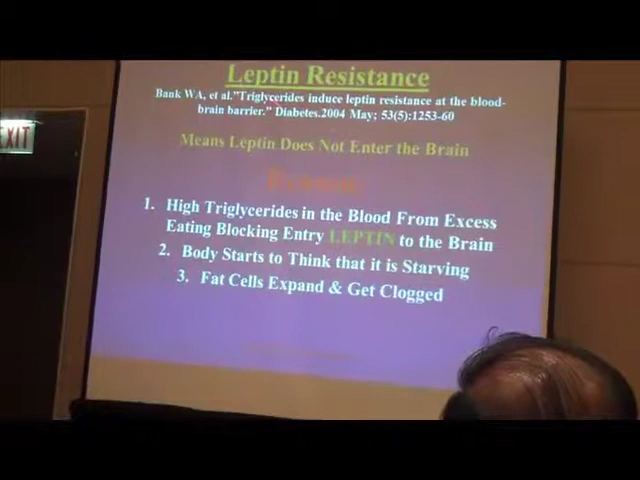 EXIT
Leptin Resistance
Bank WA, et al."Triglycerides induce leptin resistance at the blood-
brain barrier." Diabetes.2004 May; 53(5):1253-60
Means Leptin Does Not Enter the Brain
1. High Triglycerides in the Blood From Excess
Eating Blocking Entry LEPTIN to the Brain
2. Body Starts to Think that it is Starving
3. Fat Cells Expand & Get Clogged